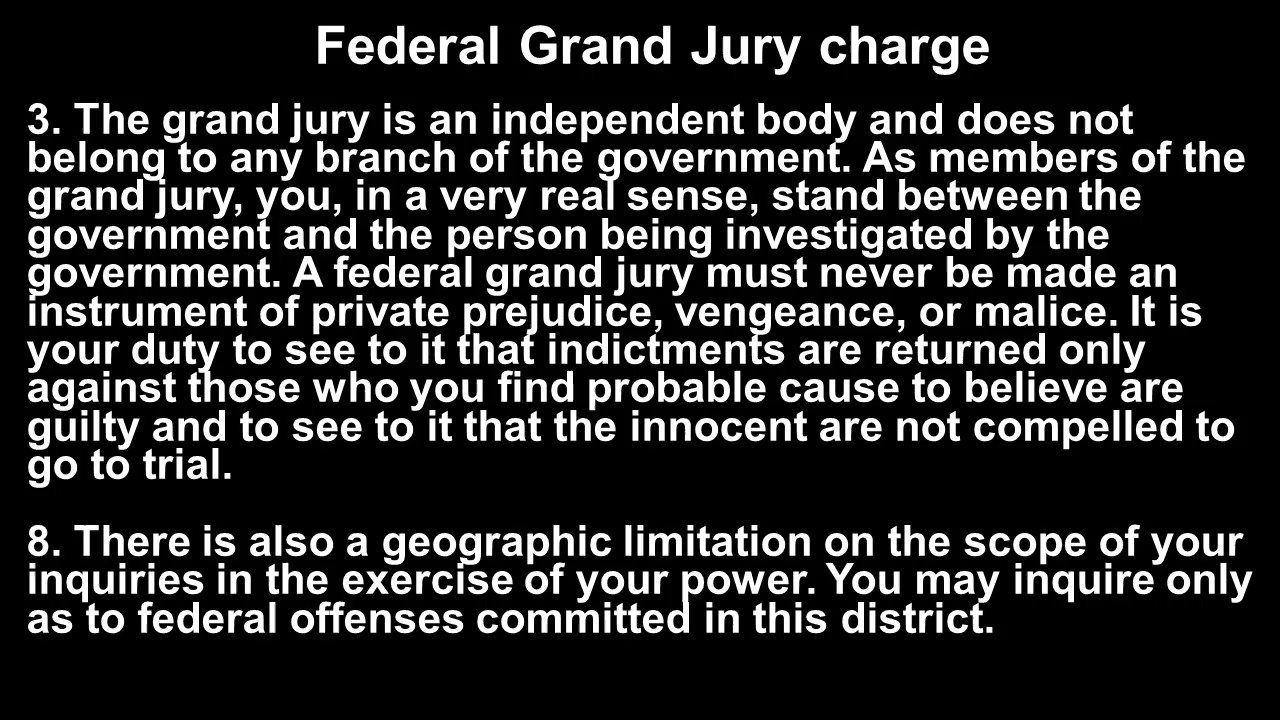 Federal Grand Jury charge
3. The grand jury is an independent body and does not
belong to any branch of the government. As members of the
grand jury, you, in a very real sense, stand between the
government and the person being investigated by the
government. A federal grand jury must never be made an
instrument of private prejudice, vengeance, or malice. It is
your duty to see to it that indictments are returned only
against those who you find probable cause to believe are
guilty and to see to it that the innocent are not compelled to
go to trial.
8. There is also a geographic limitation on the scope of your
inquiries in the exercise of your power. You may inquire only
as to federal offenses committed in this district.